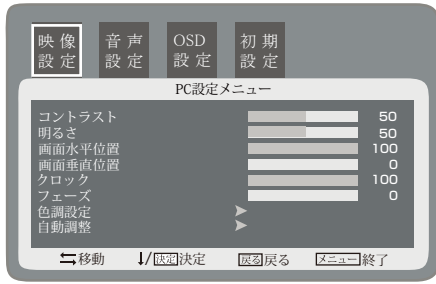 映像 音声 OSD 初期
設定 設定 設定 設定
PC設定メニュー
コントラスト 50
明るさ 50
画面水平位置 100
画面垂直位置 0
クロック 100
フェーズ 0
色調設定 ➤
自動調整 ➤
⇆移動 ↓/決定決定 戻る戻る メニュー終了